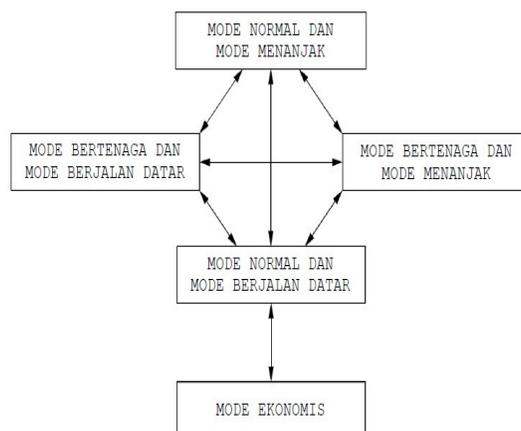 MODE NORMAL DAN
MODE MENANJAK
MODE BERTENAGA DAN
MODE BERJALAN DATAR
MODE BERTENAGA DAN
MODE MENANJAK
MODE NORMAL DAN
MODE BERJALAN DATAR
MODE EKONOMIS